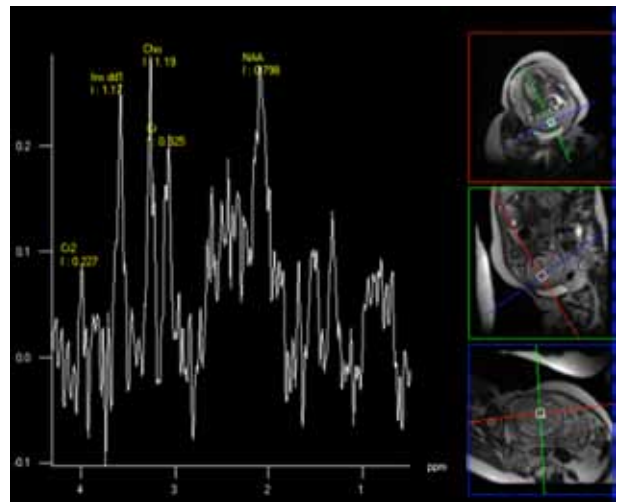 Cho
I : 1.19
NAA
I : 0.798
Ins dd1
I : 1.17
Cr
0.325
Cr2
I : 0.227
0.2
0.1
0.0
-0.1
4
3
2
1
ppm